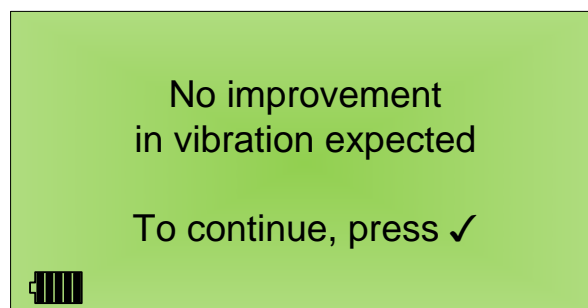 No improvement
in vibration expected
To continue, press ✓